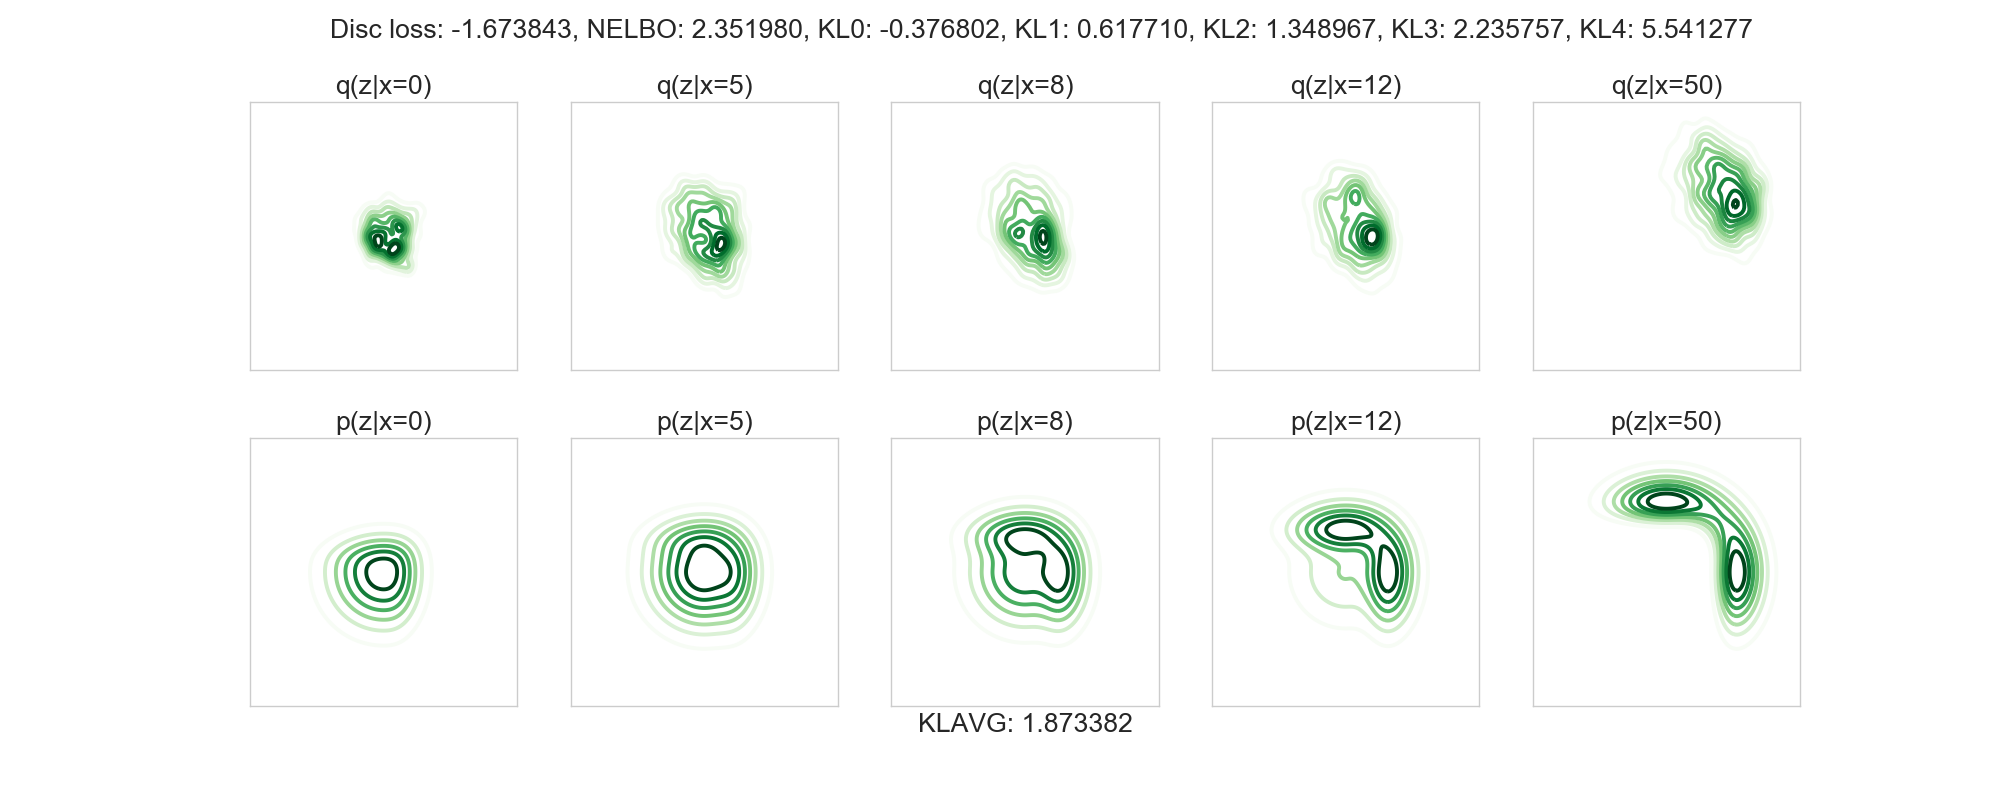 Disc loss: -1.673843, NELBO: 2.351980, KL0: -0.376802, KL1: 0.617710, KL2: 1.348967, KL3: 2.235757, KL4: 5.541277
q(z|x=0) q(z|x=5) q(z|x=8) q(z|x=12) q(z|x=50)
p(z|x=0) p(z|x=5) p(z|x=8) p(z|x=12) p(z|x=50)
KLAVG: 1.873382